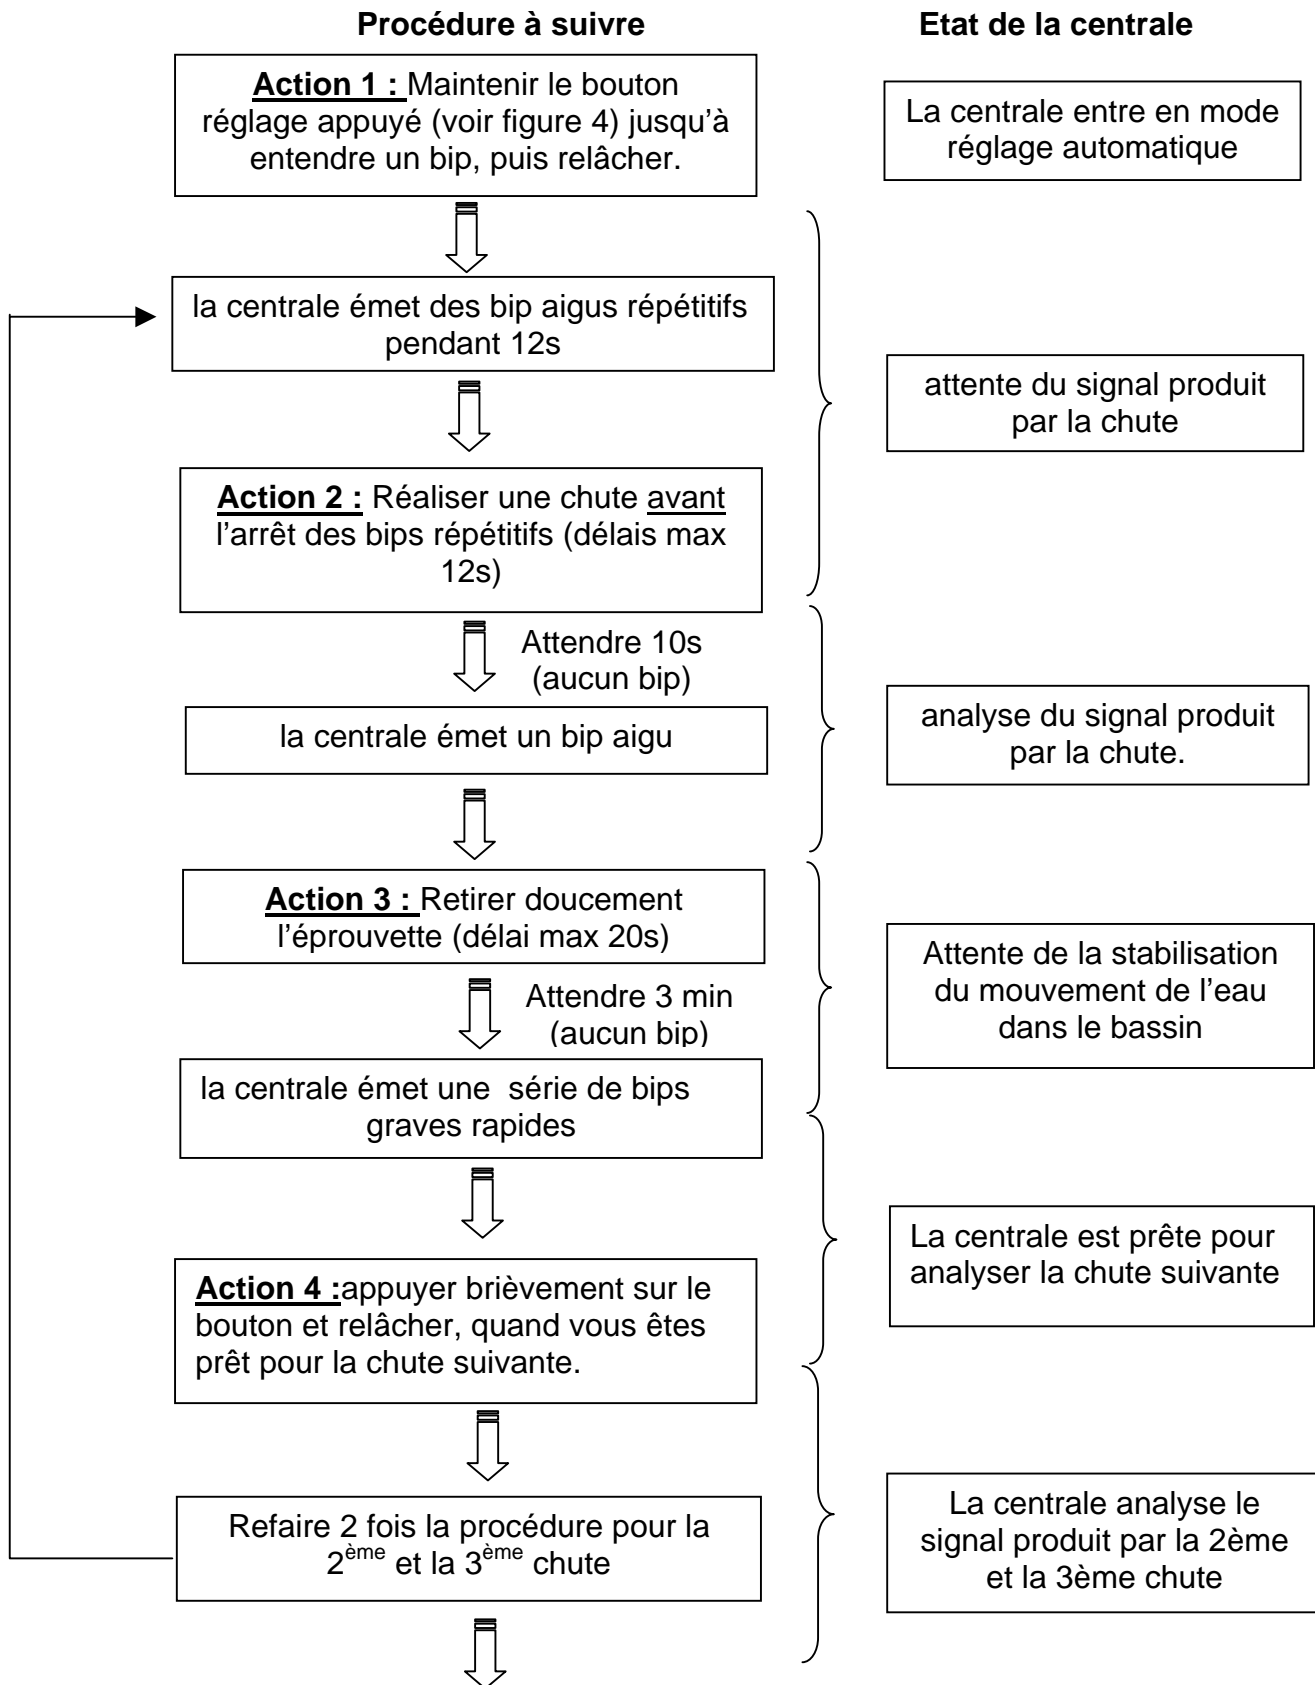 Procédure à suivre
Etat de la centrale
Action 1 : Maintenir le bouton
réglage appuyé (voir figure 4) jusqu’à
entendre un bip, puis relâcher.
La centrale entre en mode
réglage automatique
la centrale émet des bip aigus répétitifs
pendant 12s
attente du signal produit
par la chute
Action 2 : Réaliser une chute avant
l’arrêt des bips répétitifs (délais max
12s)
Attendre 10s
(aucun bip)
la centrale émet un bip aigu
analyse du signal produit
par la chute.
Action 3 : Retirer doucement
l’éprouvette (délai max 20s)
Attendre 3 min
(aucun bip)
Attente de la stabilisation
du mouvement de l’eau
dans le bassin
la centrale émet une série de bips
graves rapides
La centrale est prête pour
analyser la chute suivante
Action 4 :appuyer brièvement sur le
bouton et relâcher, quand vous êtes
prêt pour la chute suivante.
Refaire 2 fois la procédure pour la
2ème et la 3ème chute
La centrale analyse le
signal produit par la 2ème
et la 3ème chute